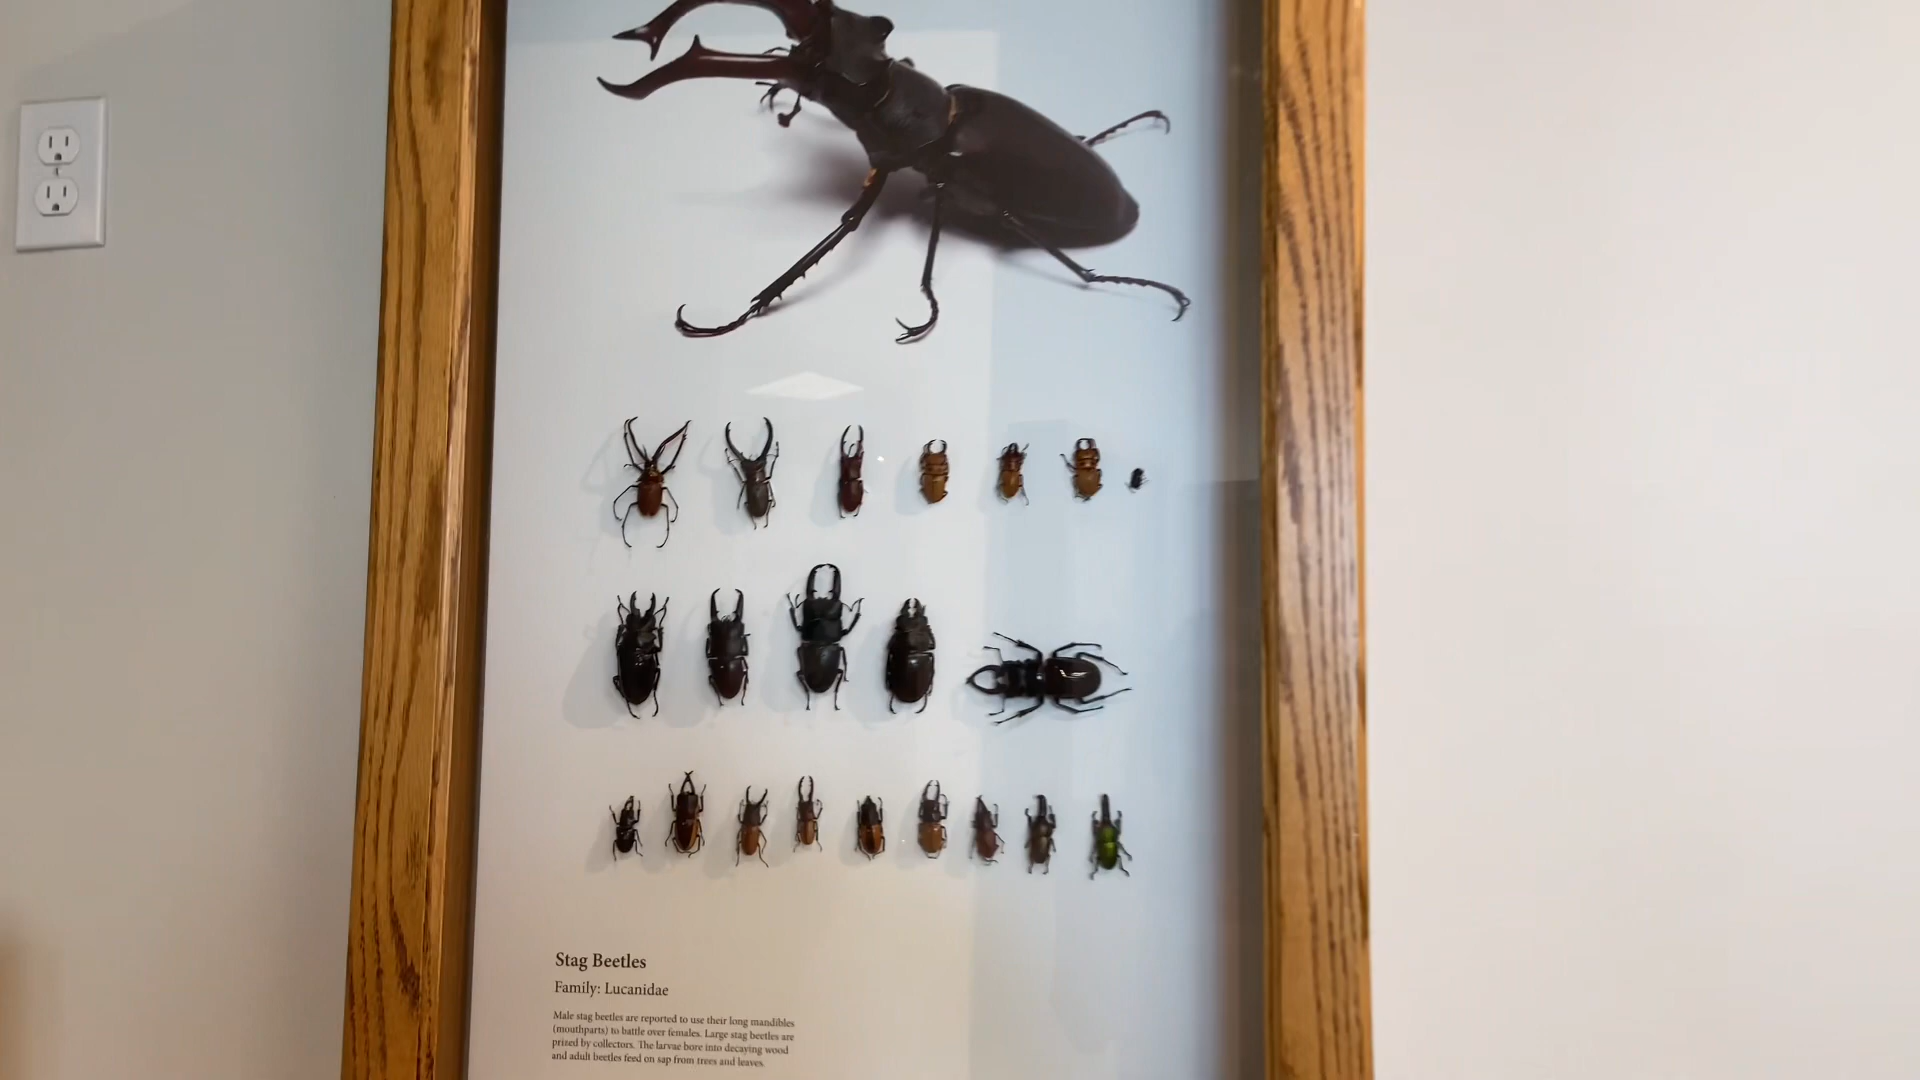 Stag Beetles
Family: Lucanidae
Male stag beetles are reported to use their long mandibles
(mouthparts) to battle over females. Large stag beetles are
prized by collectors. The larvae bore into decaying wood
and adult beetles feed on sap from trees and leaves.